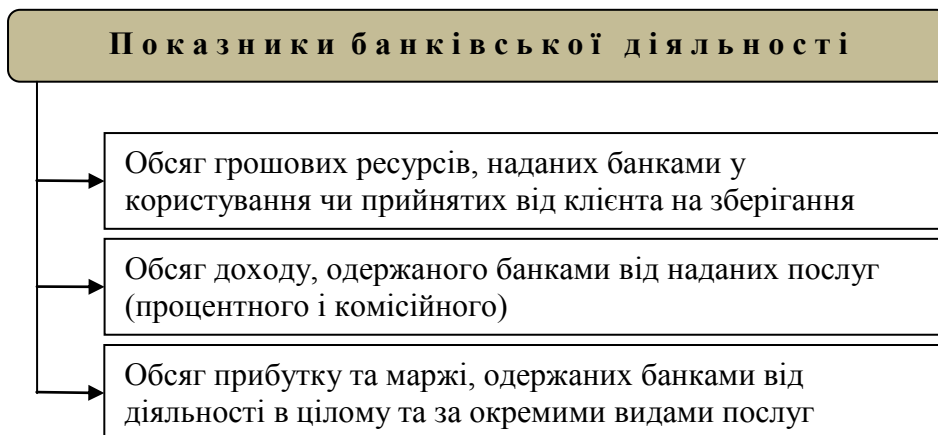 Показники банківської діяльності
Обсяг грошових ресурсів, наданих банками у
користування чи прийнятих від клієнта на зберігання
Обсяг доходу, одержаного банками від наданих послуг
(процентного і комісійного)
Обсяг прибутку та маржі, одержаних банками від
діяльності в цілому та за окремими видами послуг